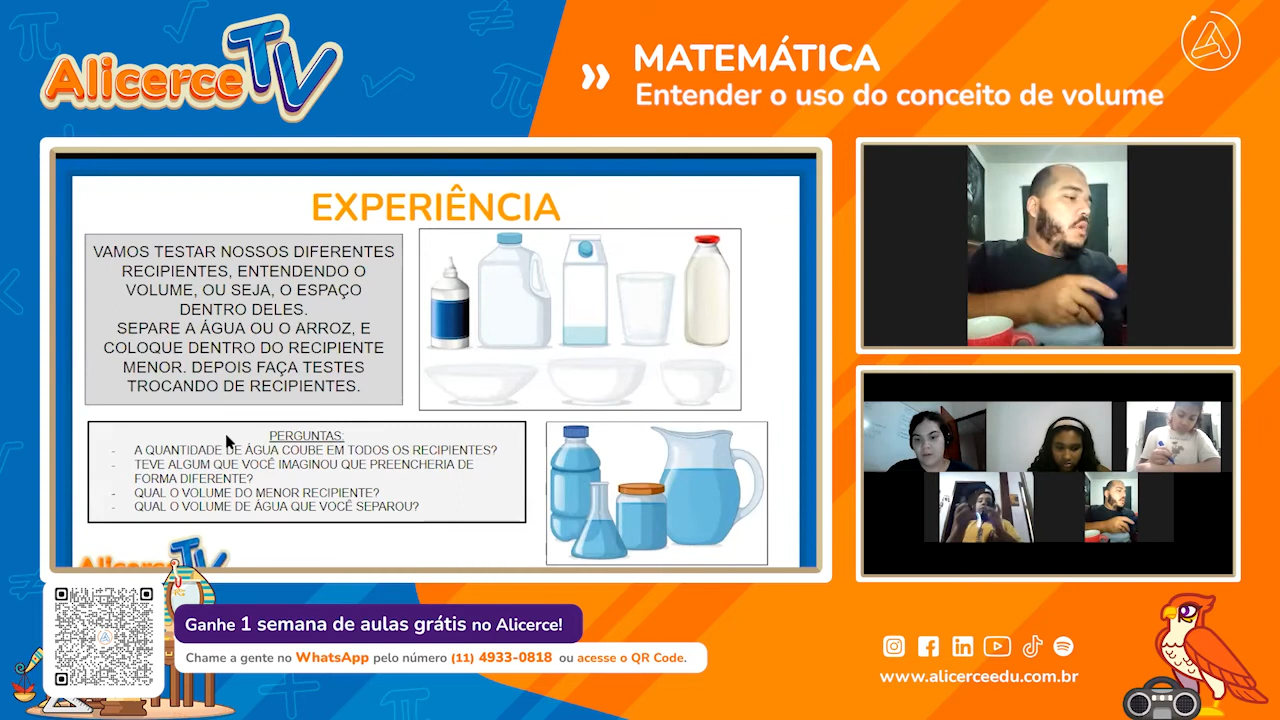 Alicerce TV
MATEMÁTICA
Entender o uso do conceito de volume
EXPERIÊNCIA
VAMOS TESTAR NOSSOS DIFERENTES
RECIPIENTES, ENTENDENDO O
VOLUME, OU SEJA, O ESPAÇO
DENTRO DELES.
SEPARE A ÁGUA OU O ARROZ, E
COLOQUE DENTRO DO RECIPIENTE
MENOR. DEPOIS FAÇA TESTES
TROCANDO DE RECIPIENTES.
PERGUNTAS:
- A QUANTIDADE DE ÁGUA COUBE EM TODOS OS RECIPIENTES?
- TEVE ALGUM QUE VOCÊ IMAGINOU QUE PREENCHERIA DE
FORMA DIFERENTE?
- QUAL O VOLUME DO MENOR RECIPIENTE?
- QUAL O VOLUME DE ÁGUA QUE VOCÊ SEPAROU?
Alicerce TV
Ganhe 1 semana de aulas grátis no Alicerce!
Chame a gente no WhatsApp pelo número (11) 4933-0818 ou acesse o QR Code.
www.alicerceedu.com.br